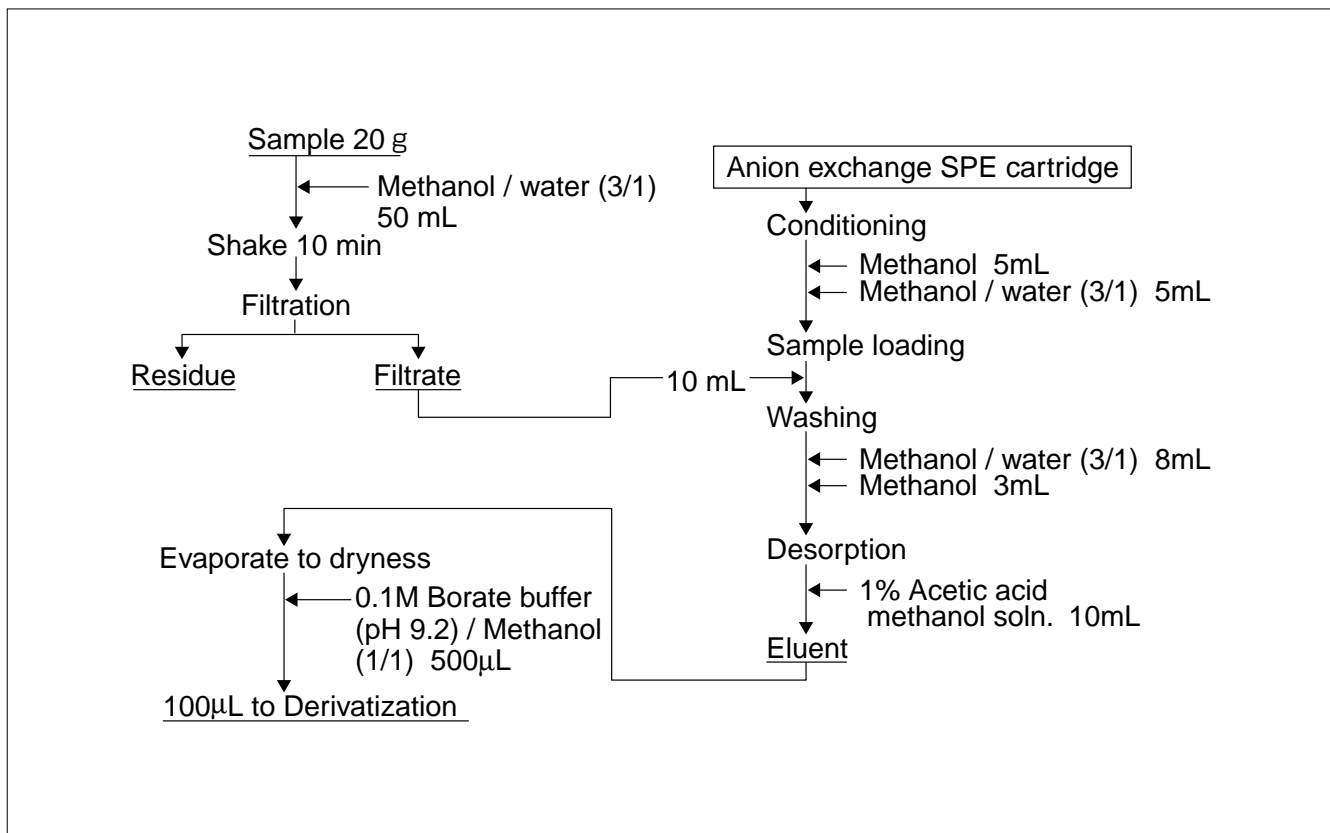 Sample 20 g
Methanol / water (3/1)
50 mL
Shake 10 min
Filtration
Residue
Filtrate
10 mL
Anion exchange SPE cartridge
Conditioning
Methanol 5mL
Methanol / water (3/1) 5mL
Sample loading
Washing
Methanol / water (3/1) 8mL
Methanol 3mL
Desorption
1% Acetic acid
methanol soln. 10mL
Eluent
Evaporate to dryness
0.1M Borate buffer
(pH 9.2) / Methanol
(1/1) 500μL
100μL to Derivatization